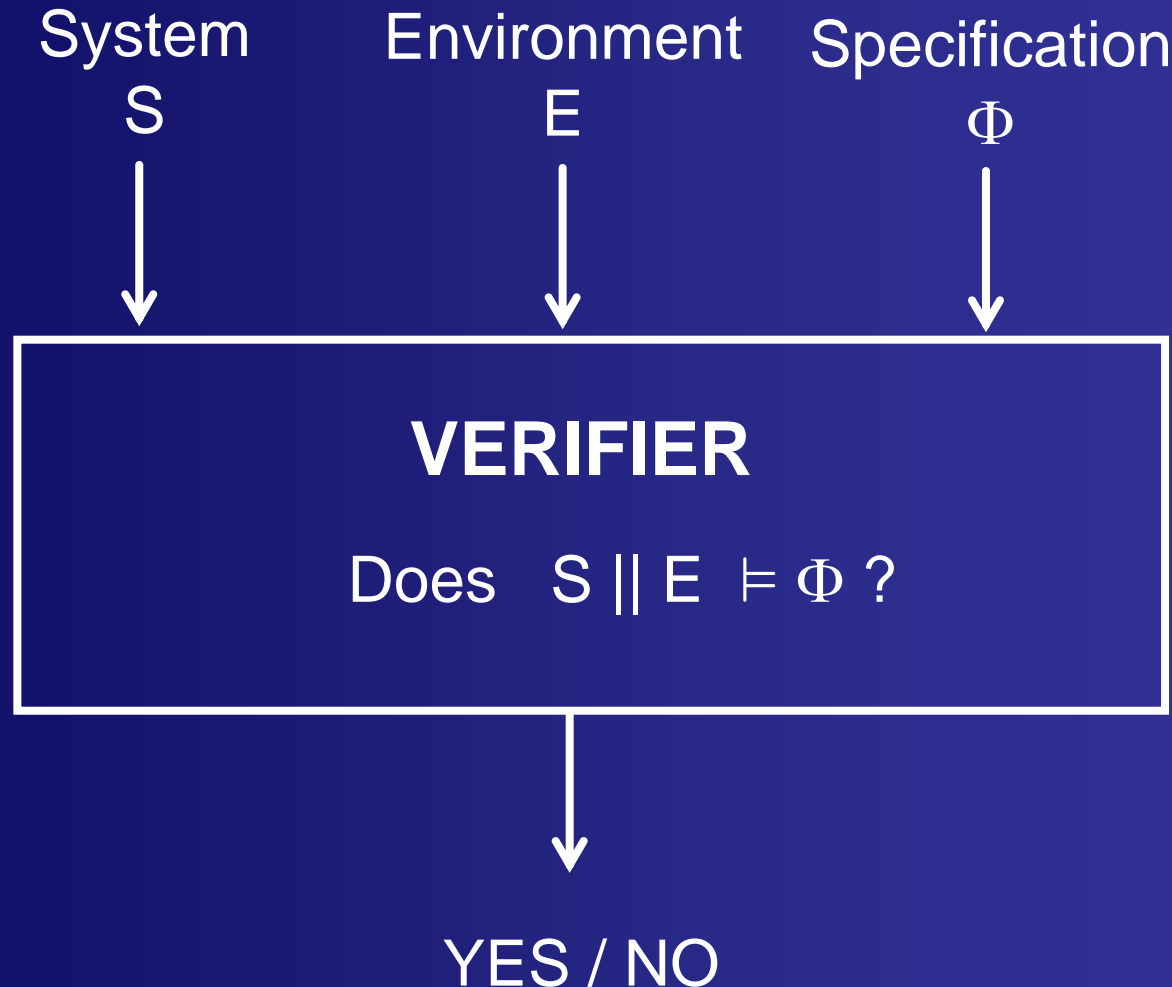 System
S
Environment
E
Specification
Φ
VERIFIER
Does S || E ⊨ Φ ?
YES / NO